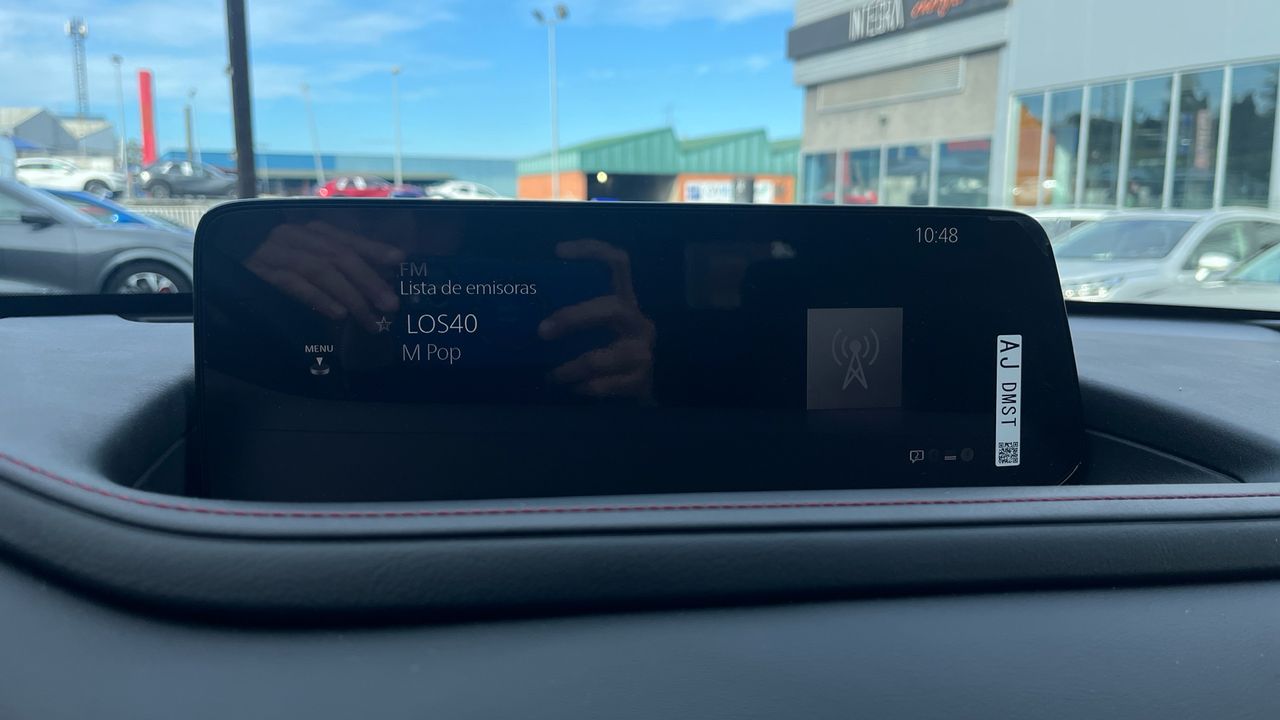 INTEGRA
10:48
FM
Lista de emisoras
LOS40
M Pop
MENU
AJ DMST